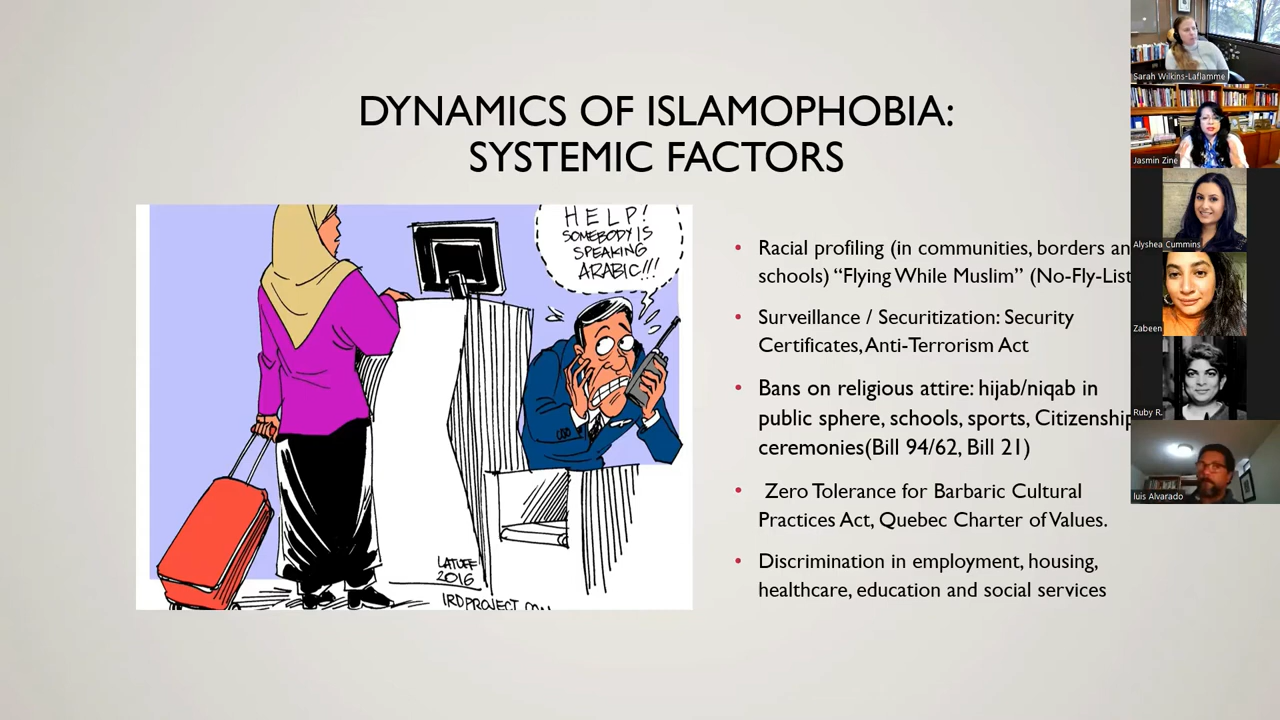 DYNAMICS OF ISLAMOPHOBIA:
SYSTEMIC FACTORS
HELP!
SOMEBODY IS
SPEAKING
ARABIC!!!
LATUFF
2016
IRDPROJECT.COM
• Racial profiling (in communities, borders an
schools) “Flying While Muslim” (No-Fly-List
• Surveillance / Securitization: Security
Certificates, Anti-Terrorism Act
• Bans on religious attire: hijab/niqab in
public sphere, schools, sports, Citizenship
ceremonies(Bill 94/62, Bill 21)
• Zero Tolerance for Barbaric Cultural
Practices Act, Quebec Charter of Values.
• Discrimination in employment, housing,
healthcare, education and social services
Sarah Wilkins-Laflamme
Jasmin Zine
Alyshea Cummins
Zabeen
Ruby R.
luis Alvarado